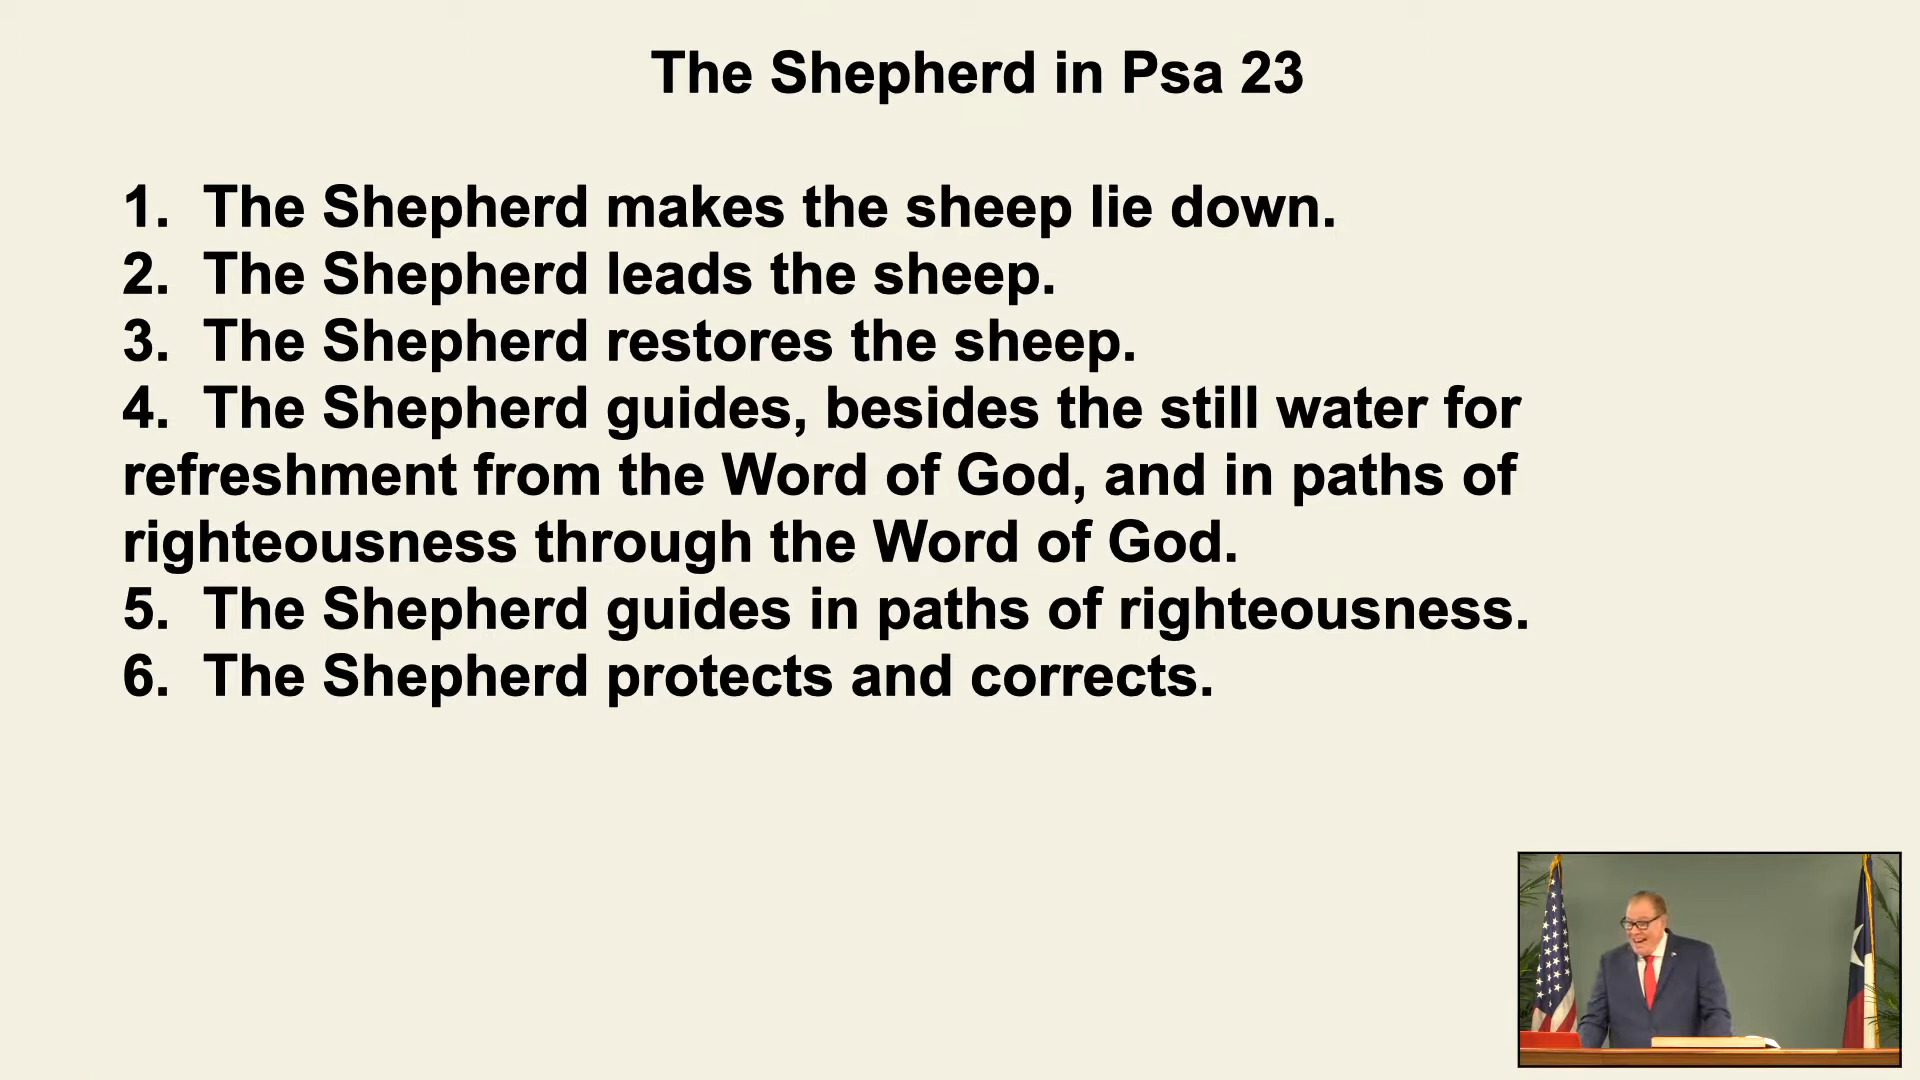 The Shepherd in Psa 23
1. The Shepherd makes the sheep lie down.
2. The Shepherd leads the sheep.
3. The Shepherd restores the sheep.
4. The Shepherd guides, besides the still water for
refreshment from the Word of God, and in paths of
righteousness through the Word of God.
5. The Shepherd guides in paths of righteousness.
6. The Shepherd protects and corrects.